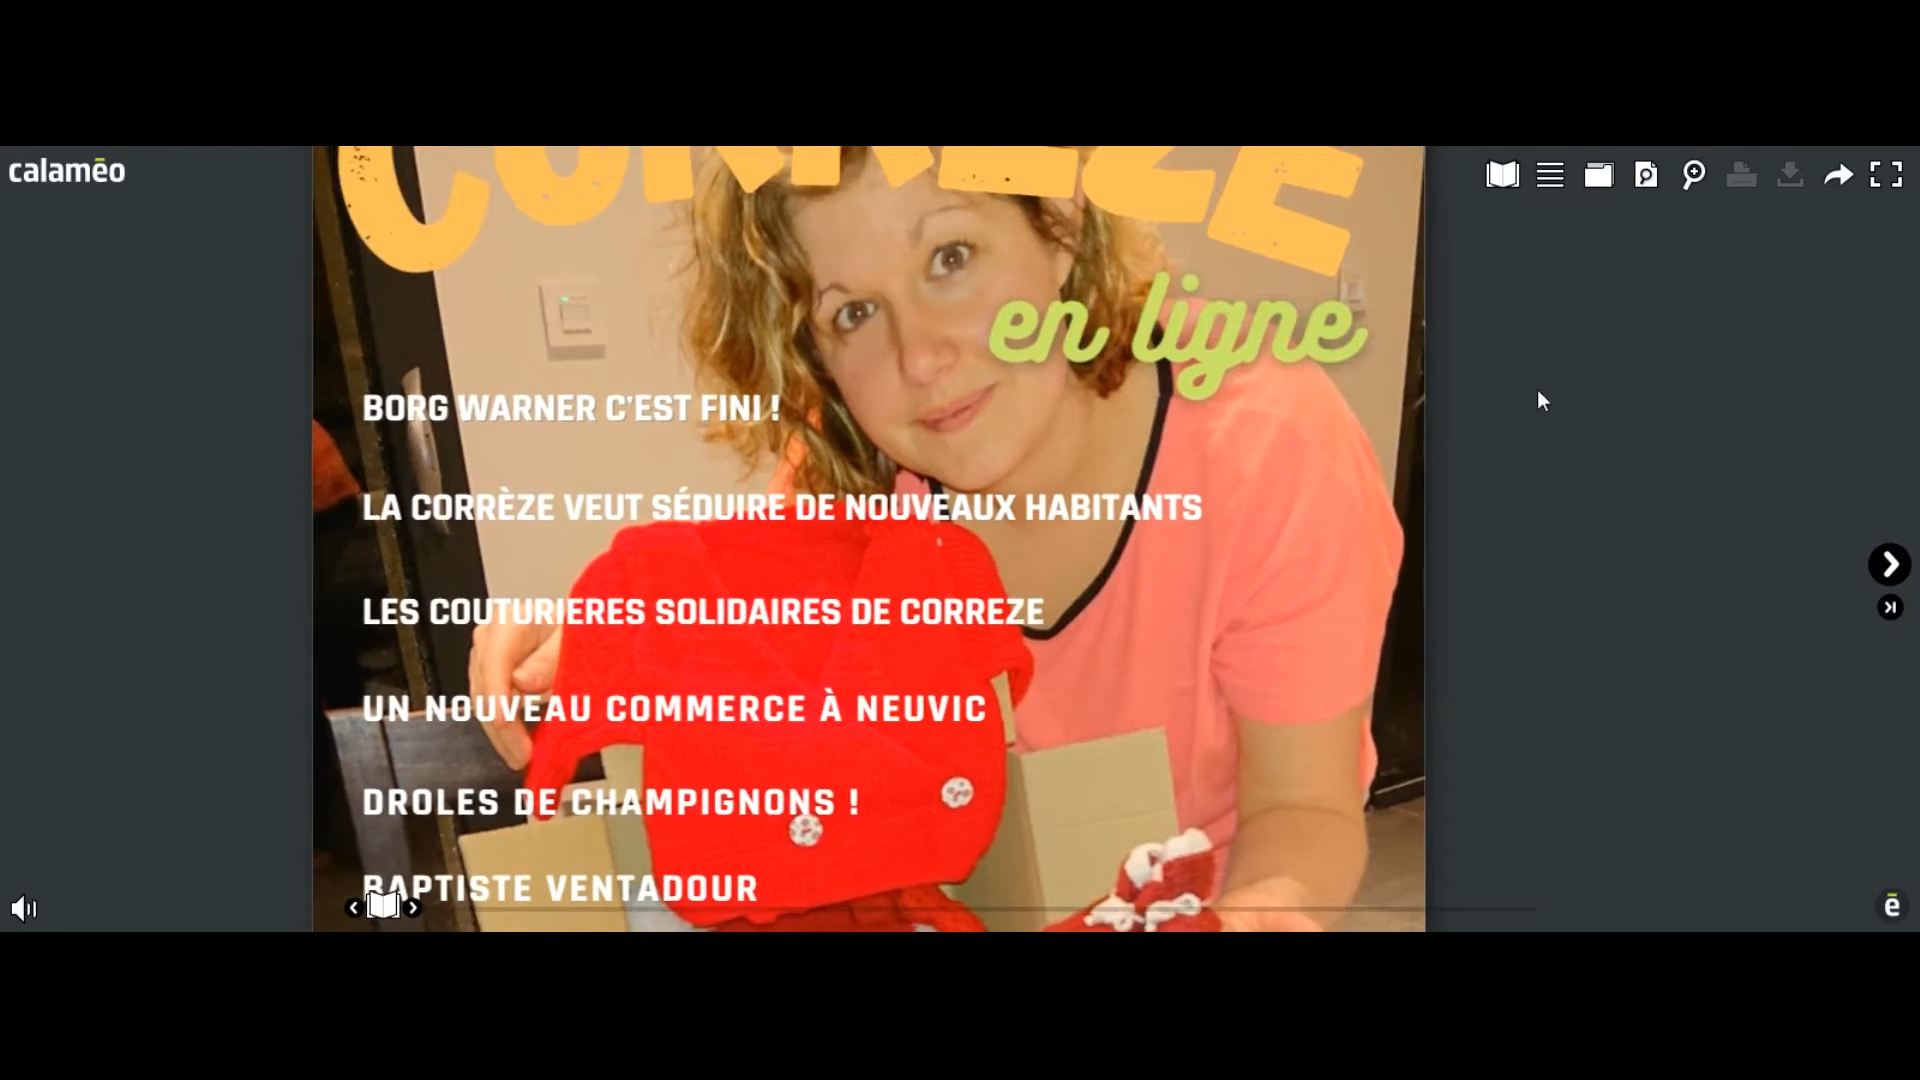 calaméo
CORRÈZE
en ligne
BORG WARNER C'EST FINI !
LA CORRÈZE VEUT SÉDUIRE DE NOUVEAUX HABITANTS
LES COUTURIERES SOLIDAIRES DE CORREZE
UN NOUVEAU COMMERCE À NEUVIC
DROLES DE CHAMPIGNONS !
BAPTISTE VENTADOUR
ē